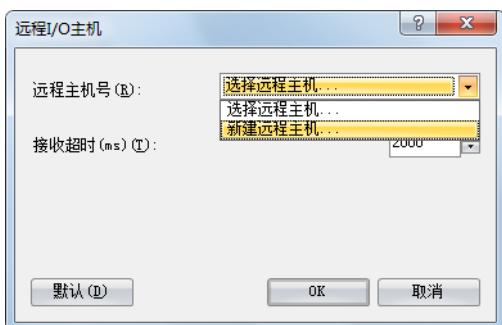 远程I/O主机
远程主机号(R):
选择远程主机...
选择远程主机...
新建远程主机...
接收超时(ms)(T):
2000
默认(D)
OK
取消